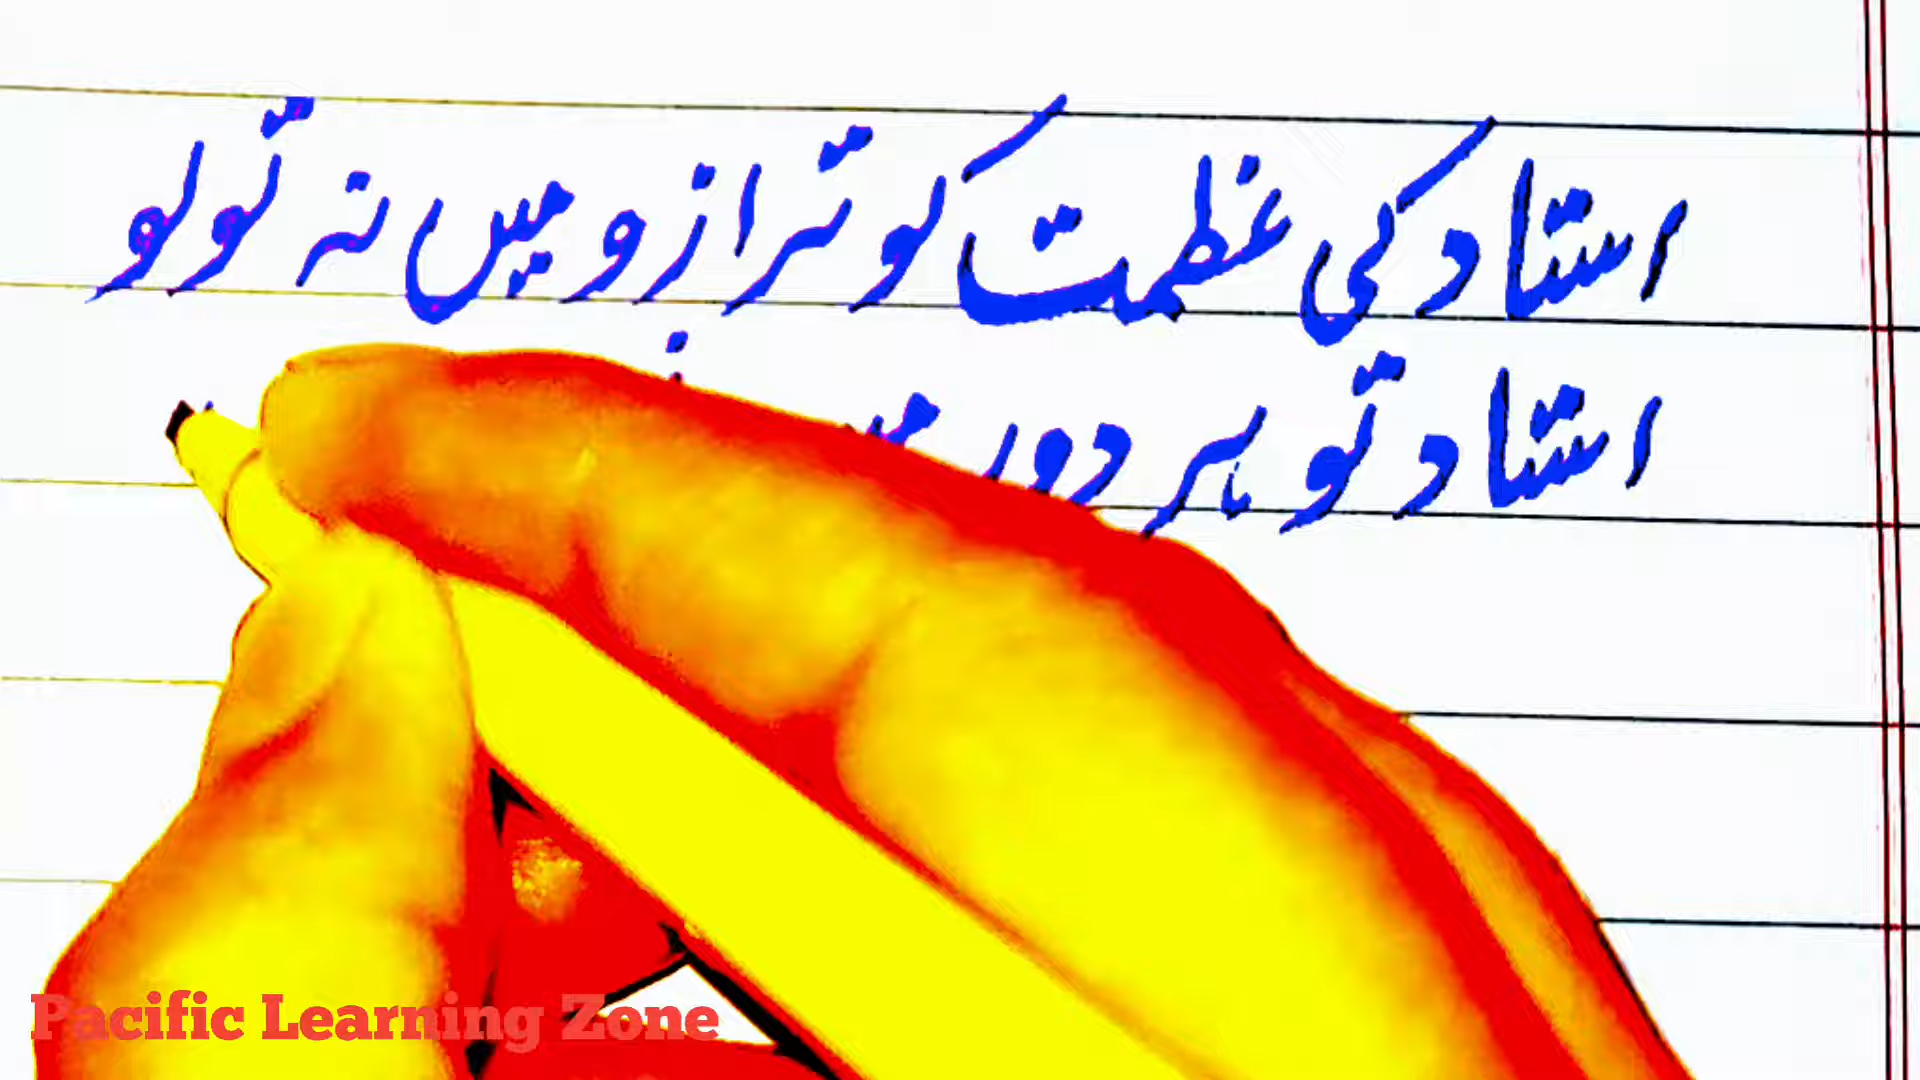 استاد کی عظمت کو ترازو میں نہ تولو
استاد تو ہر دور
Pacific Learning Zone